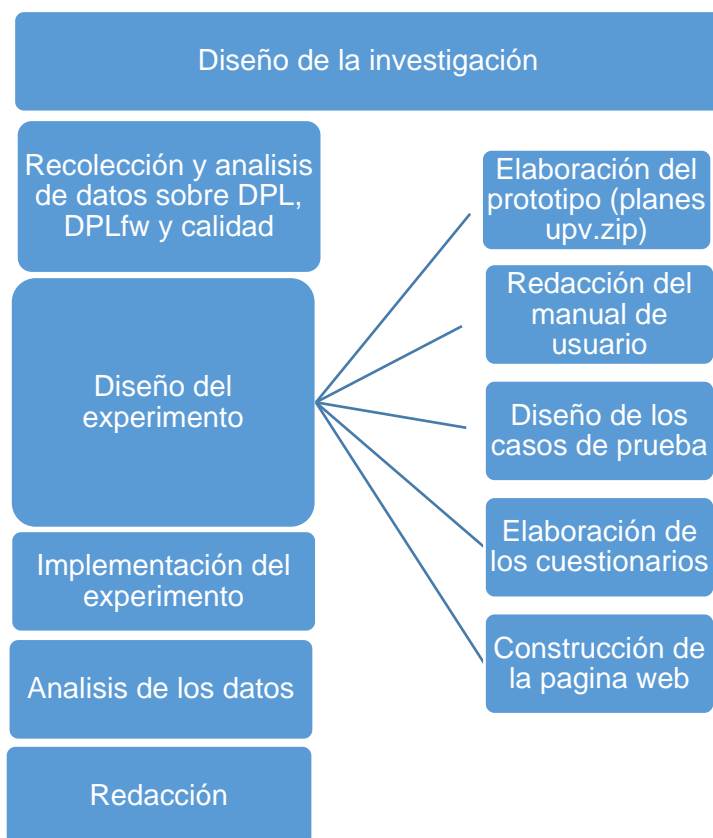 Diseño de la investigación
Recolección y analisis
de datos sobre DPL,
DPLfw y calidad
Diseño del
experimento
Implementación del
experimento
Analisis de los datos
Redacción
Elaboración del
prototipo (planes
upv.zip)
Redacción del
manual de
usuario
Diseño de los
casos de prueba
Elaboración de
los cuestionarios
Construcción de
la pagina web